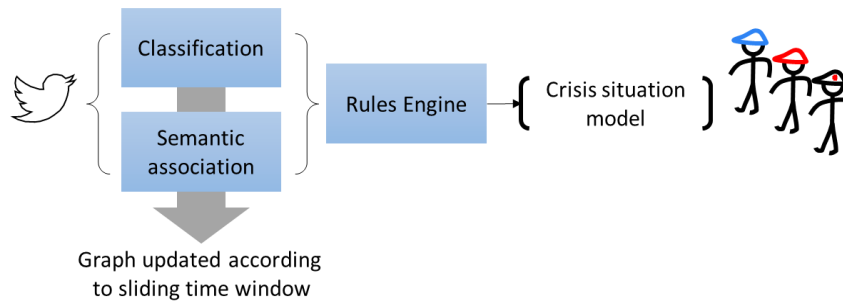 Classification
Semantic
association
Graph updated according
to sliding time window
Rules Engine
Crisis situation
model